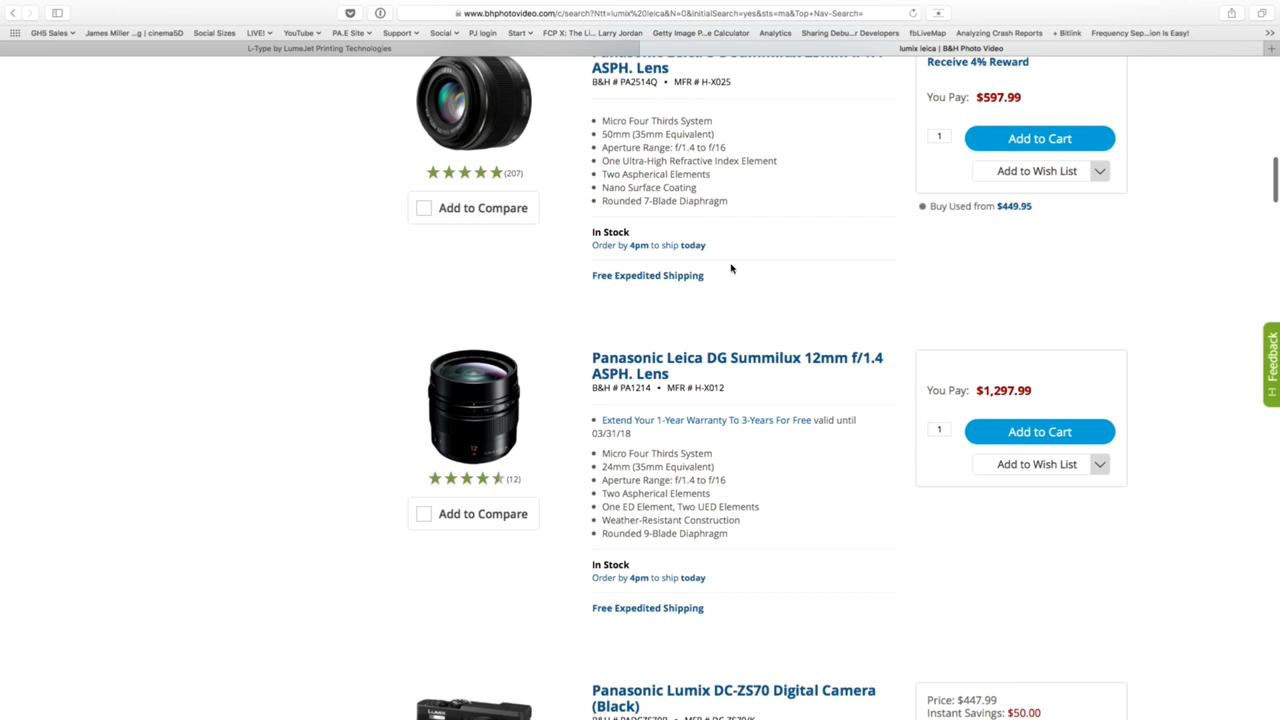 www.bhphotovideo.com/c/search?Ntt=lumix%20leica&N=0&initialSearch=yes&sts=ma&Top+Nav-Search=
GHS Sales
James Miller ...g | cinema5D
Social Sizes
LIVE!
YouTube
PA.E Site
Support
Social
PJ login
Start
FCP X: The Li... Larry Jordan
Getty Image P...e Calculator
Analytics
Sharing Debu...r Developers
fbLiveMap
Analyzing Crash Reports
+ Bitlink
Frequency Sep...ion Is Easy!
L-Type by LumeJet Printing Technologies
lumix leica | B&H Photo Video
ASPH. Lens
B&H # PA2514Q • MFR # H-X025
Micro Four Thirds System
50mm (35mm Equivalent)
Aperture Range: f/1.4 to f/16
One Ultra-High Refractive Index Element
Two Aspherical Elements
Nano Surface Coating
Rounded 7-Blade Diaphragm
(207)
Add to Compare
In Stock
Order by 4pm to ship today
Free Expedited Shipping
Receive 4% Reward
You Pay: $597.99
1
Add to Cart
Add to Wish List
Buy Used from $449.95
Panasonic Leica DG Summilux 12mm f/1.4
ASPH. Lens
B&H # PA1214 • MFR # H-X012
Extend Your 1-Year Warranty To 3-Years For Free valid until
03/31/18
Micro Four Thirds System
24mm (35mm Equivalent)
Aperture Range: f/1.4 to f/16
Two Aspherical Elements
One ED Element, Two UED Elements
Weather-Resistant Construction
Rounded 9-Blade Diaphragm
12
(12)
Add to Compare
In Stock
Order by 4pm to ship today
Free Expedited Shipping
You Pay: $1,297.99
1
Add to Cart
Add to Wish List
Feedback
Panasonic Lumix DC-ZS70 Digital Camera
(Black)
LUMIX
Price: $447.99
Instant Savings: $50.00